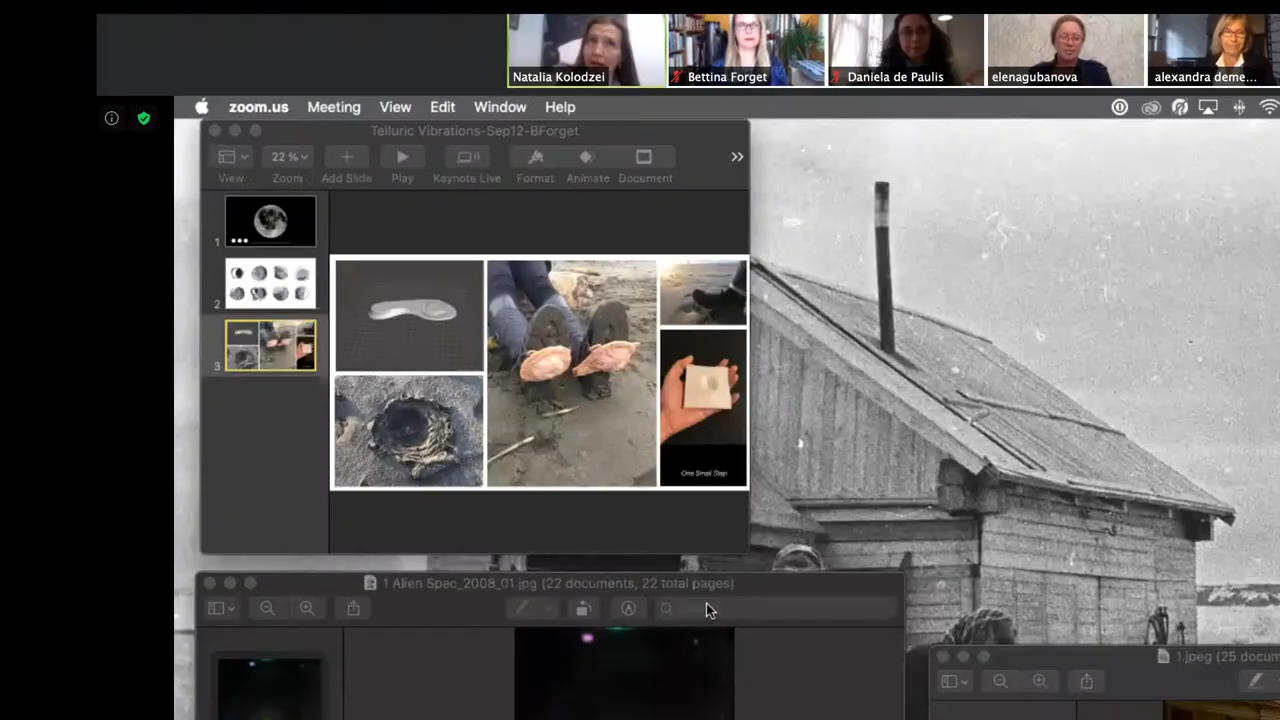 Natalia Kolodzei
Bettina Forget
Daniela de Paulis
elenagubanova
alexandra deme...
zoom.us Meeting View Edit Window Help
Telluric Vibrations-Sep12-BForget
22 %
View Zoom Add Slide Play Keynote Live Format Animate Document
1
2
3
One Small Step
1 Alien Spec_2008_01.jpg (22 documents, 22 total pages)
1.jpeg (25 docum